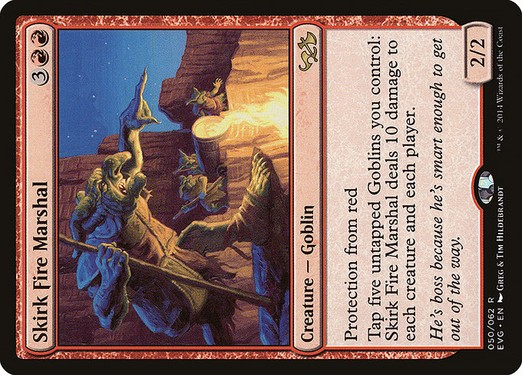 Skirk Fire Marshal
3
Creature — Goblin
Protection from red
Tap five untapped Goblins you control:
Skirk Fire Marshal deals 10 damage to
each creature and each player.
He's boss because he's smart enough to get
out of the way.
2/2
050/062 R
EVG • EN Greg & Tim Hildebrandt
™ & © 2014 Wizards of the Coast